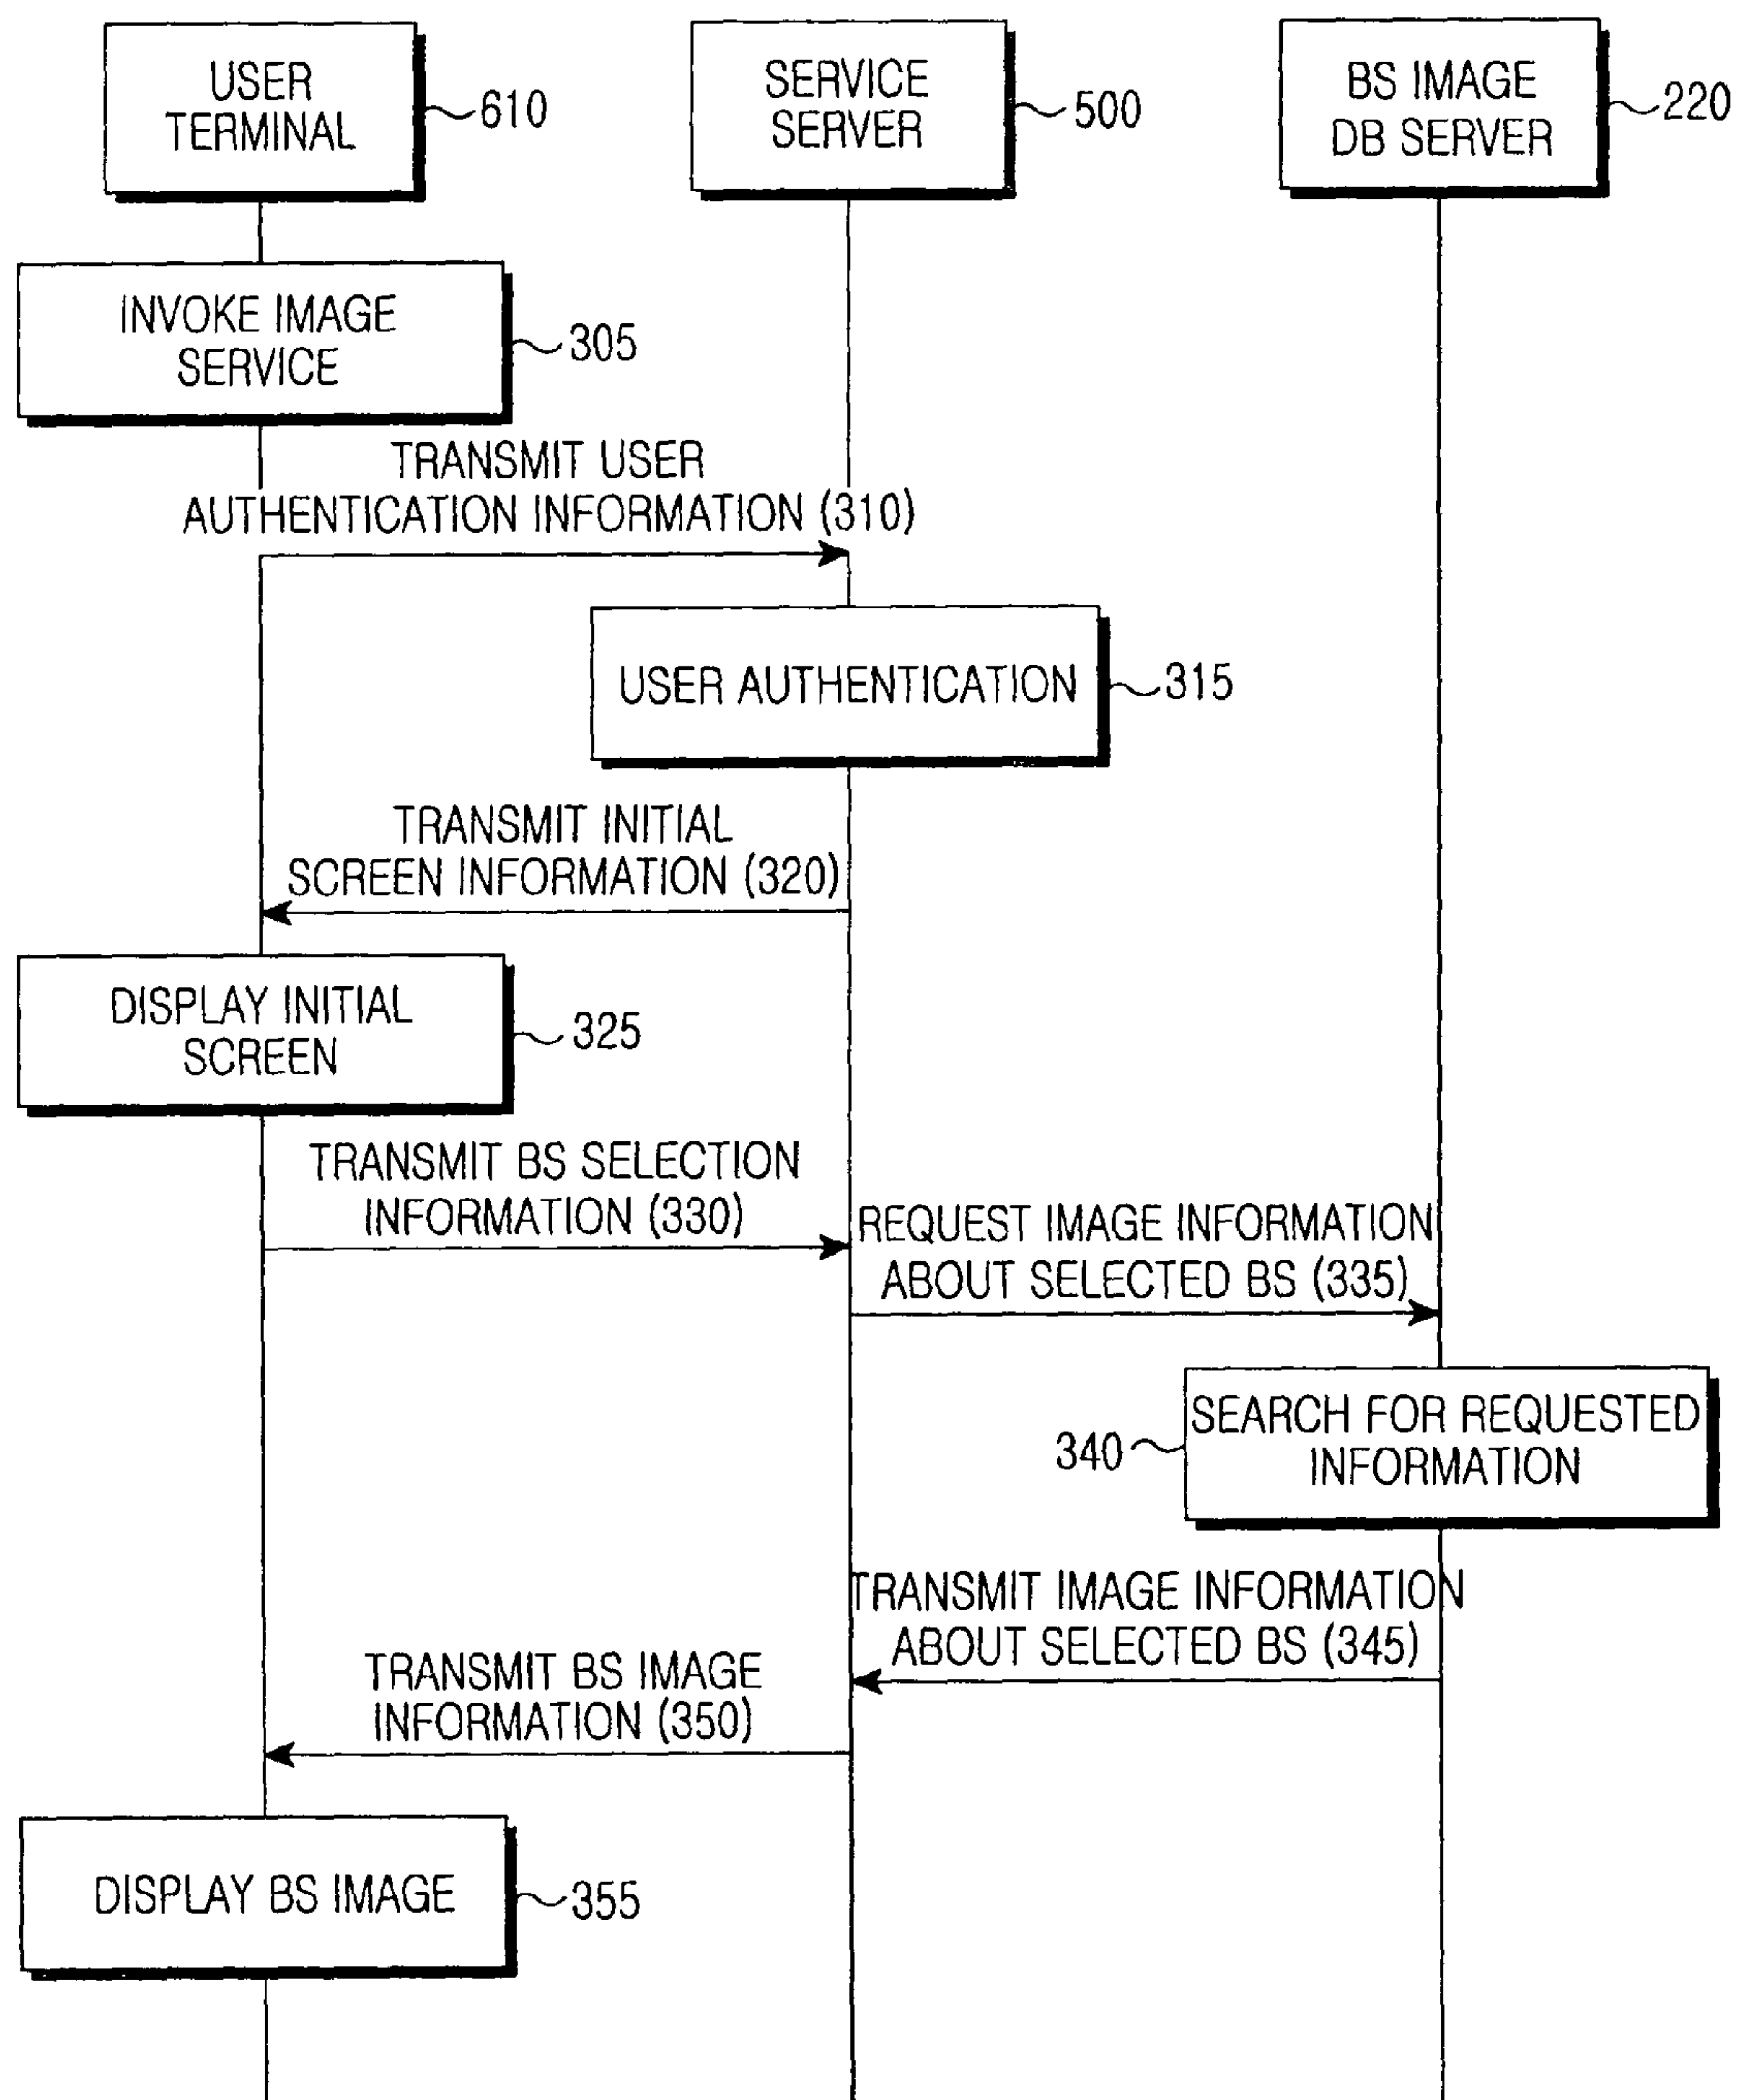 USER
TERMINAL
610
SERVICE
SERVER
500
BS IMAGE
DB SERVER
220
INVOKE IMAGE
SERVICE
305
TRANSMIT USER
AUTHENTICATION INFORMATION (310)
USER AUTHENTICATION
315
TRANSMIT INITIAL
SCREEN INFORMATION (320)
DISPLAY INITIAL
SCREEN
325
TRANSMIT BS SELECTION
INFORMATION (330)
REQUEST IMAGE INFORMATION
ABOUT SELECTED BS (335)
SEARCH FOR REQUESTED
INFORMATION
340
TRANSMIT IMAGE INFORMATION
ABOUT SELECTED BS (345)
TRANSMIT BS IMAGE
INFORMATION (350)
DISPLAY BS IMAGE
355